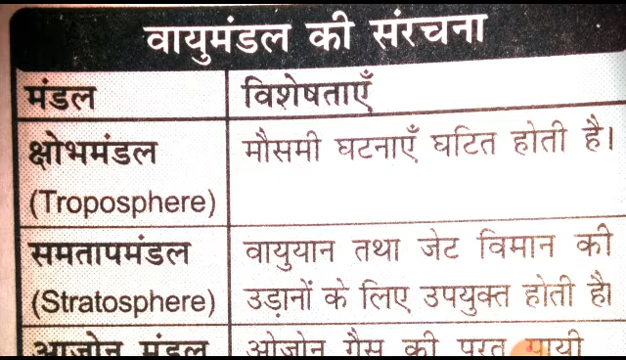 वायुमंडल की संरचना
मंडल विशेषताएँ
क्षोभमंडल मौसमी घटनाएँ घटित होती है।
(Troposphere)
समतापमंडल वायुयान तथा जेट विमान की
(Stratosphere) उड़ानों के लिए उपयुक्त होती है।
मंडल ओजोन गैस की परत पायी